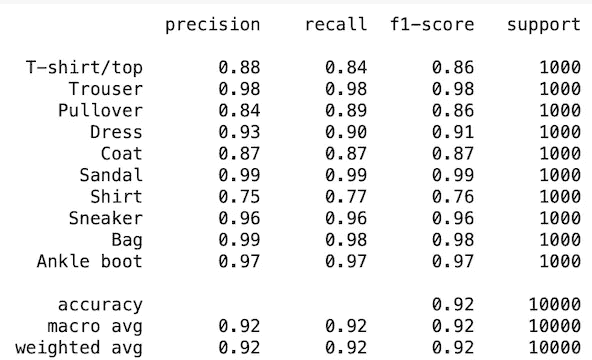 precision recall f1-score support
T-shirt/top 0.88 0.84 0.86 1000
Trouser 0.98 0.98 0.98 1000
Pullover 0.84 0.89 0.86 1000
Dress 0.93 0.90 0.91 1000
Coat 0.87 0.87 0.87 1000
Sandal 0.99 0.99 0.99 1000
Shirt 0.75 0.77 0.76 1000
Sneaker 0.96 0.96 0.96 1000
Bag 0.99 0.98 0.98 1000
Ankle boot 0.97 0.97 0.97 1000
accuracy 0.92 10000
macro avg 0.92 0.92 0.92 10000
weighted avg 0.92 0.92 0.92 10000